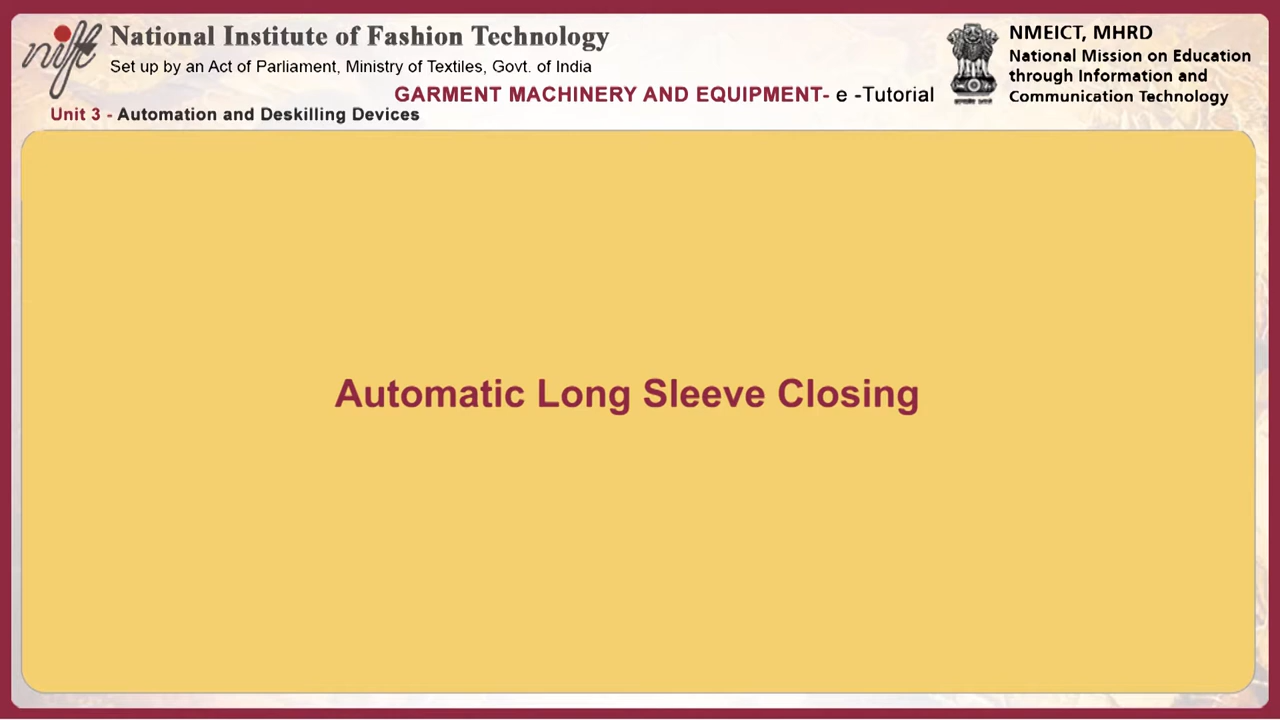 nift
National Institute of Fashion Technology
Set up by an Act of Parliament, Ministry of Textiles, Govt. of India
GARMENT MACHINERY AND EQUIPMENT- e -Tutorial
Unit 3 - Automation and Deskilling Devices
NMEICT, MHRD
National Mission on Education
through Information and
Communication Technology
Automatic Long Sleeve Closing